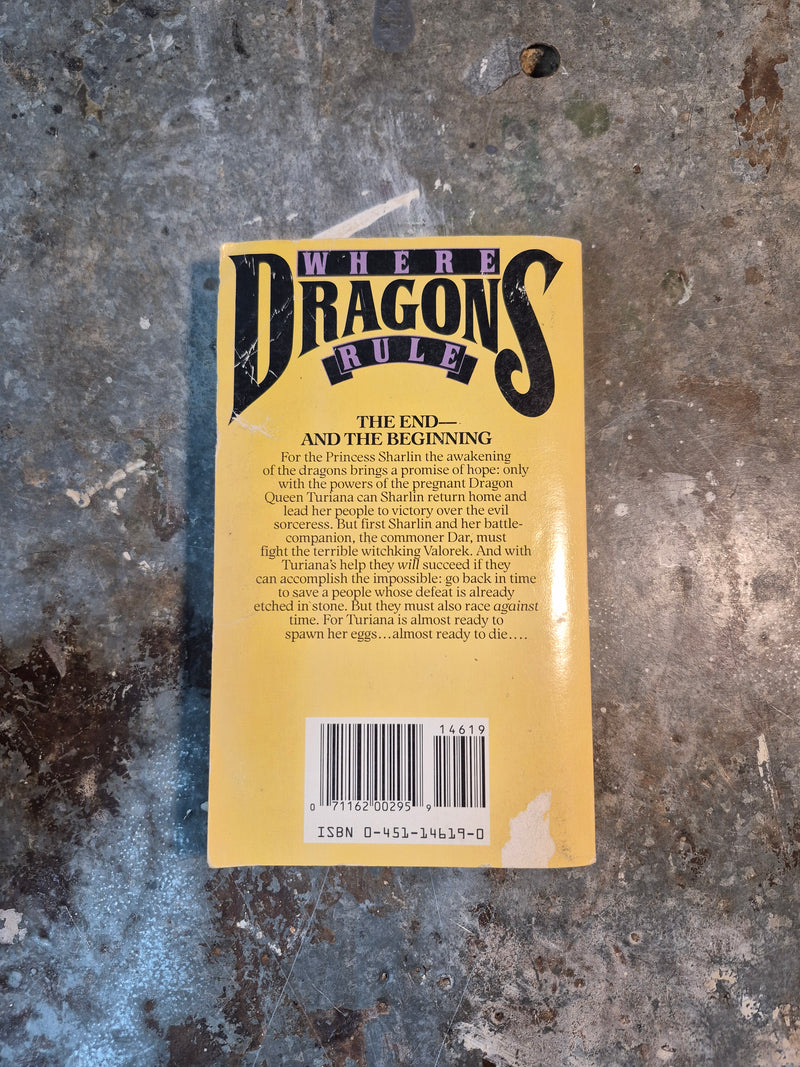 WHERE
DRAGONS
RULE
THE END—
AND THE BEGINNING
For the Princess Sharlin the awakening
of the dragons brings a promise of hope: only
with the powers of the pregnant Dragon
Queen Turiana can Sharlin return home and
lead her people to victory over the evil
sorceress. But first Sharlin and her battle-
companion, the commoner Dar, must
fight the terrible witchking Valorek. And with
Turiana's help they will succeed if they
can accomplish the impossible: go back in time
to save a people whose defeat is already
etched in stone. But they must also race against
time. For Turiana is almost ready to
spawn her eggs...almost ready to die....
14619
0 71162 00295 9
ISBN 0-451-14619-0